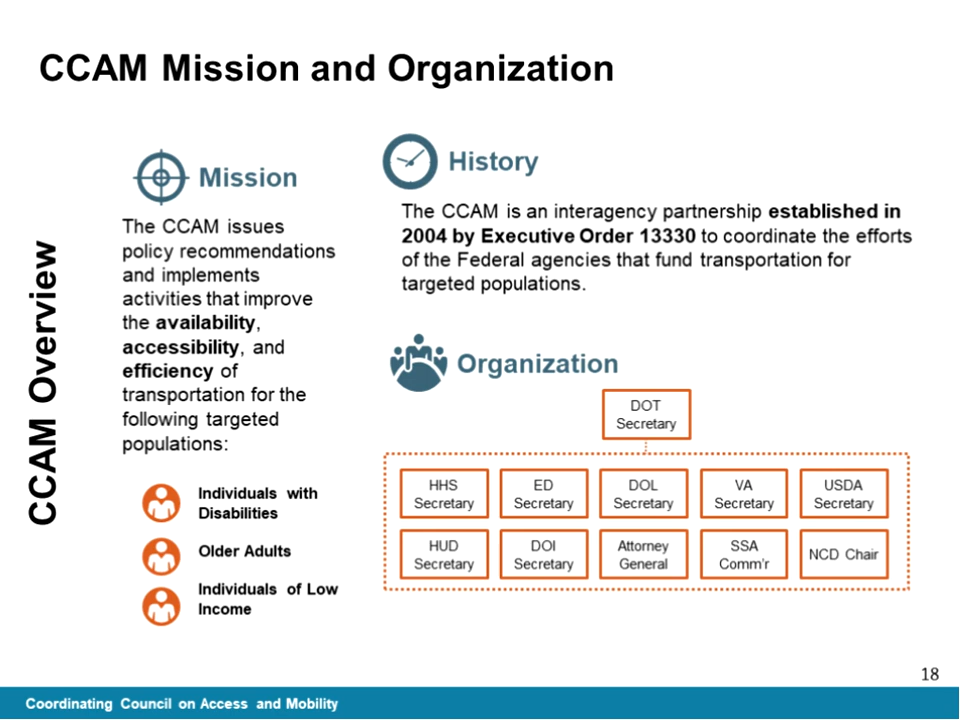 CCAM Mission and Organization
CCAM Overview
Mission
The CCAM issues
policy recommendations
and implements
activities that improve
the availability,
accessibility, and
efficiency of
transportation for the
following targeted
populations:
Individuals with
Disabilities
Older Adults
Individuals of Low
Income
History
The CCAM is an interagency partnership established in
2004 by Executive Order 13330 to coordinate the efforts
of the Federal agencies that fund transportation for
targeted populations.
Organization
DOT
Secretary
HHS
Secretary
ED
Secretary
DOL
Secretary
VA
Secretary
USDA
Secretary
HUD
Secretary
DOI
Secretary
Attorney
General
SSA
Comm'r
NCD Chair
18
Coordinating Council on Access and Mobility